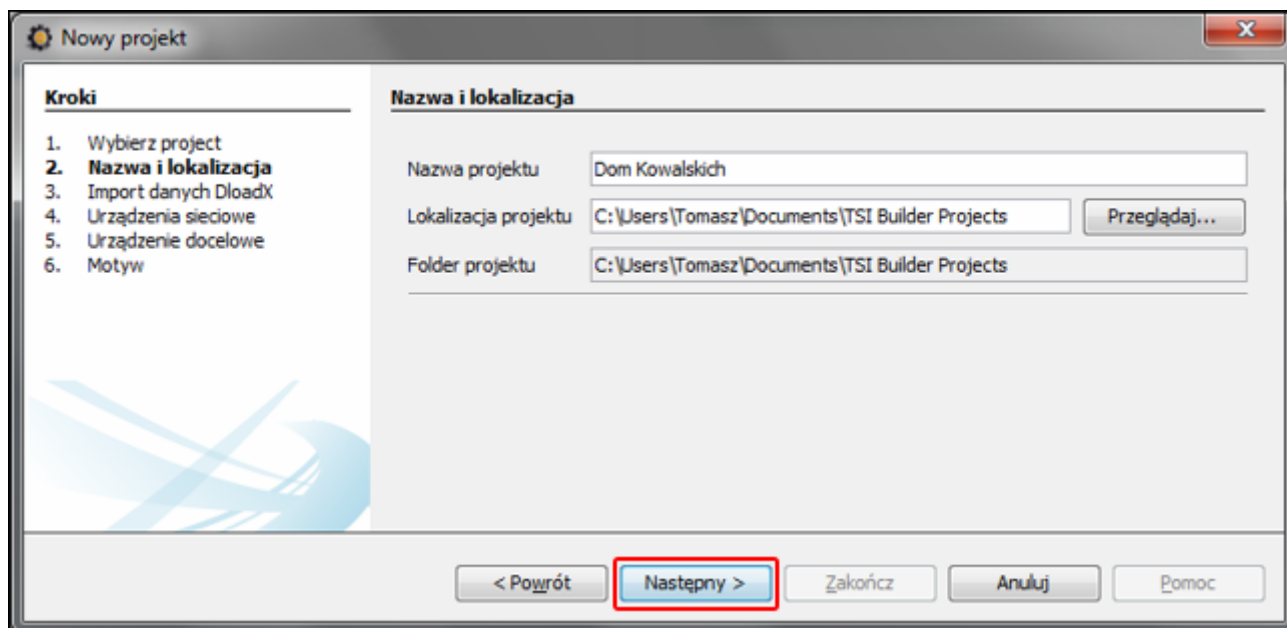 Nowy projekt
Kroki
1. Wybierz project
2. Nazwa i lokalizacja
3. Import danych DloadX
4. Urządzenia sieciowe
5. Urządzenie docelowe
6. Motyw
Nazwa i lokalizacja
Nazwa projektu Dom Kowalskich
Lokalizacja projektu C:\Users\Tomasz\Documents\TSI Builder Projects Przeglądaj...
Folder projektu C:\Users\Tomasz\Documents\TSI Builder Projects
< Powrót Następny > Zakończ Anuluj Pomoc